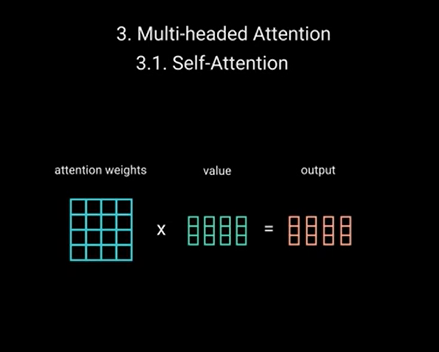 3. Multi-headed Attention
3.1. Self-Attention
attention weights value output
x =